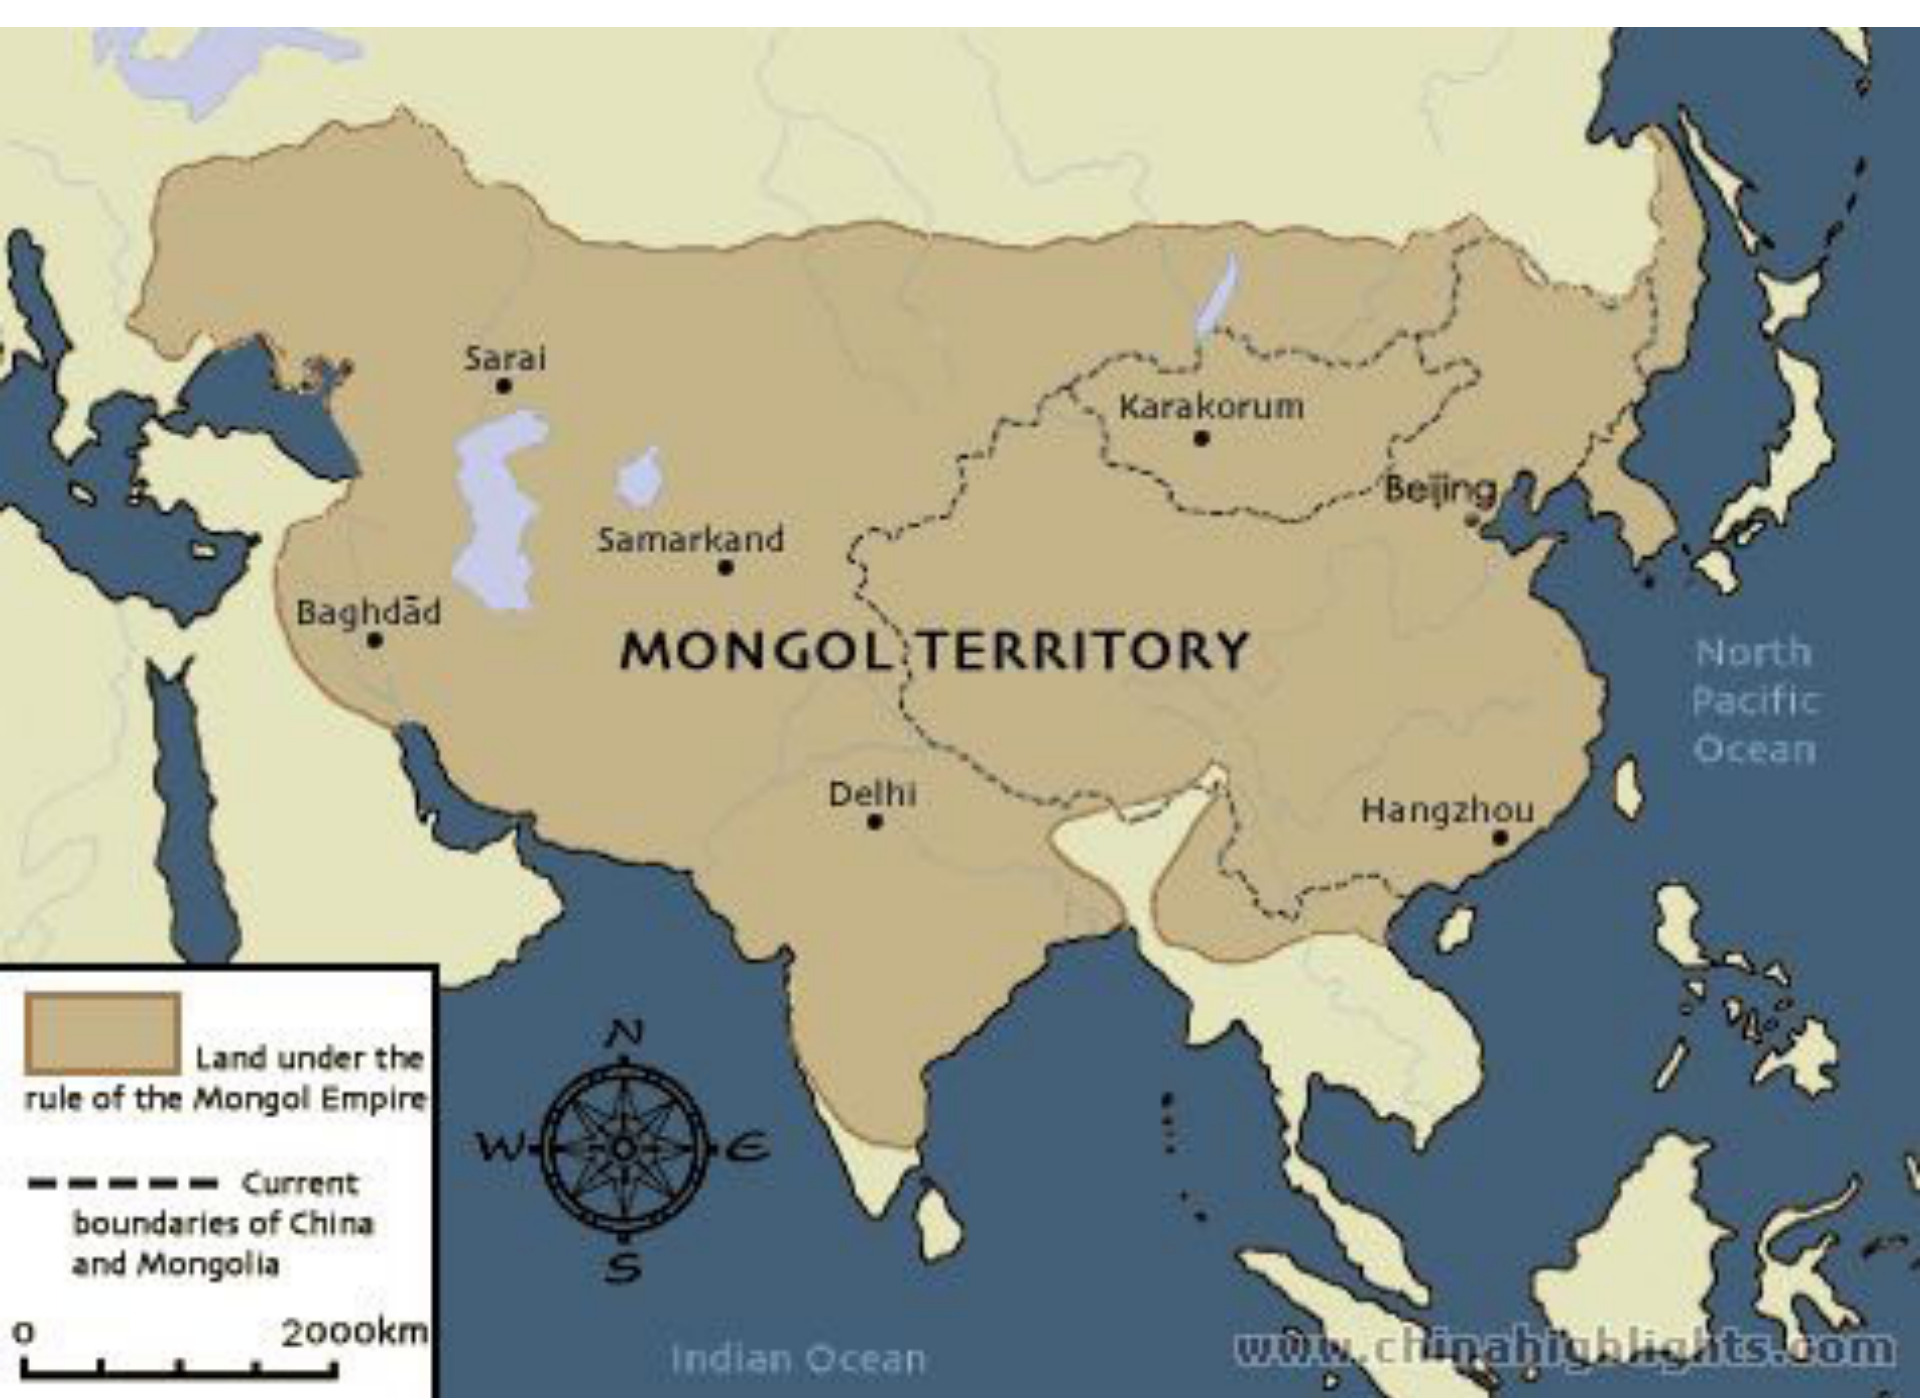 Sarai
Karakorum
Beijing
Samarkand
Baghdād
MONGOL TERRITORY
North
Pacific
Ocean
Delhi
Hangzhou
N
W
E
S
Land under the
rule of the Mongol Empire
Current
boundaries of China
and Mongolia
0 2000km
Indian Ocean
www.chinahighlights.com